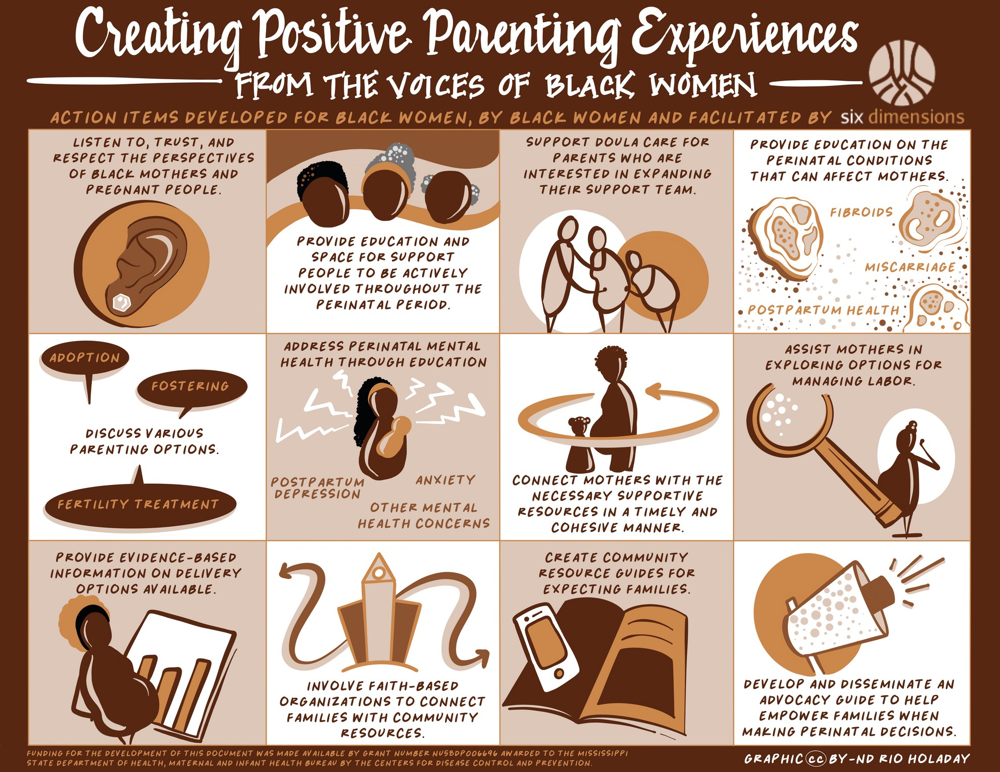 Creating Positive Parenting Experiences
FROM THE VOICES OF BLACK WOMEN
ACTION ITEMS DEVELOPED FOR BLACK WOMEN, BY BLACK WOMEN AND FACILITATED BY six dimensions
LISTEN TO, TRUST, AND
RESPECT THE PERSPECTIVES
OF BLACK MOTHERS AND
PREGNANT PEOPLE.
PROVIDE EDUCATION AND
SPACE FOR SUPPORT
PEOPLE TO BE ACTIVELY
INVOLVED THROUGHOUT THE
PERINATAL PERIOD.
SUPPORT DOULA CARE FOR
PARENTS WHO ARE
INTERESTED IN EXPANDING
THEIR SUPPORT TEAM.
PROVIDE EDUCATION ON THE
PERINATAL CONDITIONS
THAT CAN AFFECT MOTHERS.
FIBROIDS
MISCARRIAGE
POSTPARTUM HEALTH
ADOPTION
FOSTERING
DISCUSS VARIOUS
PARENTING OPTIONS.
FERTILITY TREATMENT
ADDRESS PERINATAL MENTAL
HEALTH THROUGH EDUCATION
POSTPARTUM
DEPRESSION
ANXIETY
OTHER MENTAL
HEALTH CONCERNS
CONNECT MOTHERS WITH THE
NECESSARY SUPPORTIVE
RESOURCES IN A TIMELY AND
COHESIVE MANNER.
ASSIST MOTHERS IN
EXPLORING OPTIONS FOR
MANAGING LABOR.
PROVIDE EVIDENCE-BASED
INFORMATION ON DELIVERY
OPTIONS AVAILABLE.
INVOLVE FAITH-BASED
ORGANIZATIONS TO CONNECT
FAMILIES WITH COMMUNITY
RESOURCES.
CREATE COMMUNITY
RESOURCE GUIDES FOR
EXPECTING FAMILIES.
DEVELOP AND DISSEMINATE AN
ADVOCACY GUIDE TO HELP
EMPOWER FAMILIES WHEN
MAKING PERINATAL DECISIONS.
FUNDING FOR THE DEVELOPMENT OF THIS DOCUMENT WAS MADE AVAILABLE BY GRANT NUMBER NU58DP006696 AWARDED TO THE MISSISSIPPI
STATE DEPARTMENT OF HEALTH, MATERNAL AND INFANT HEALTH BUREAU BY THE CENTERS FOR DISEASE CONTROL AND PREVENTION.
GRAPHIC CC BY-ND RIO HOLADAY